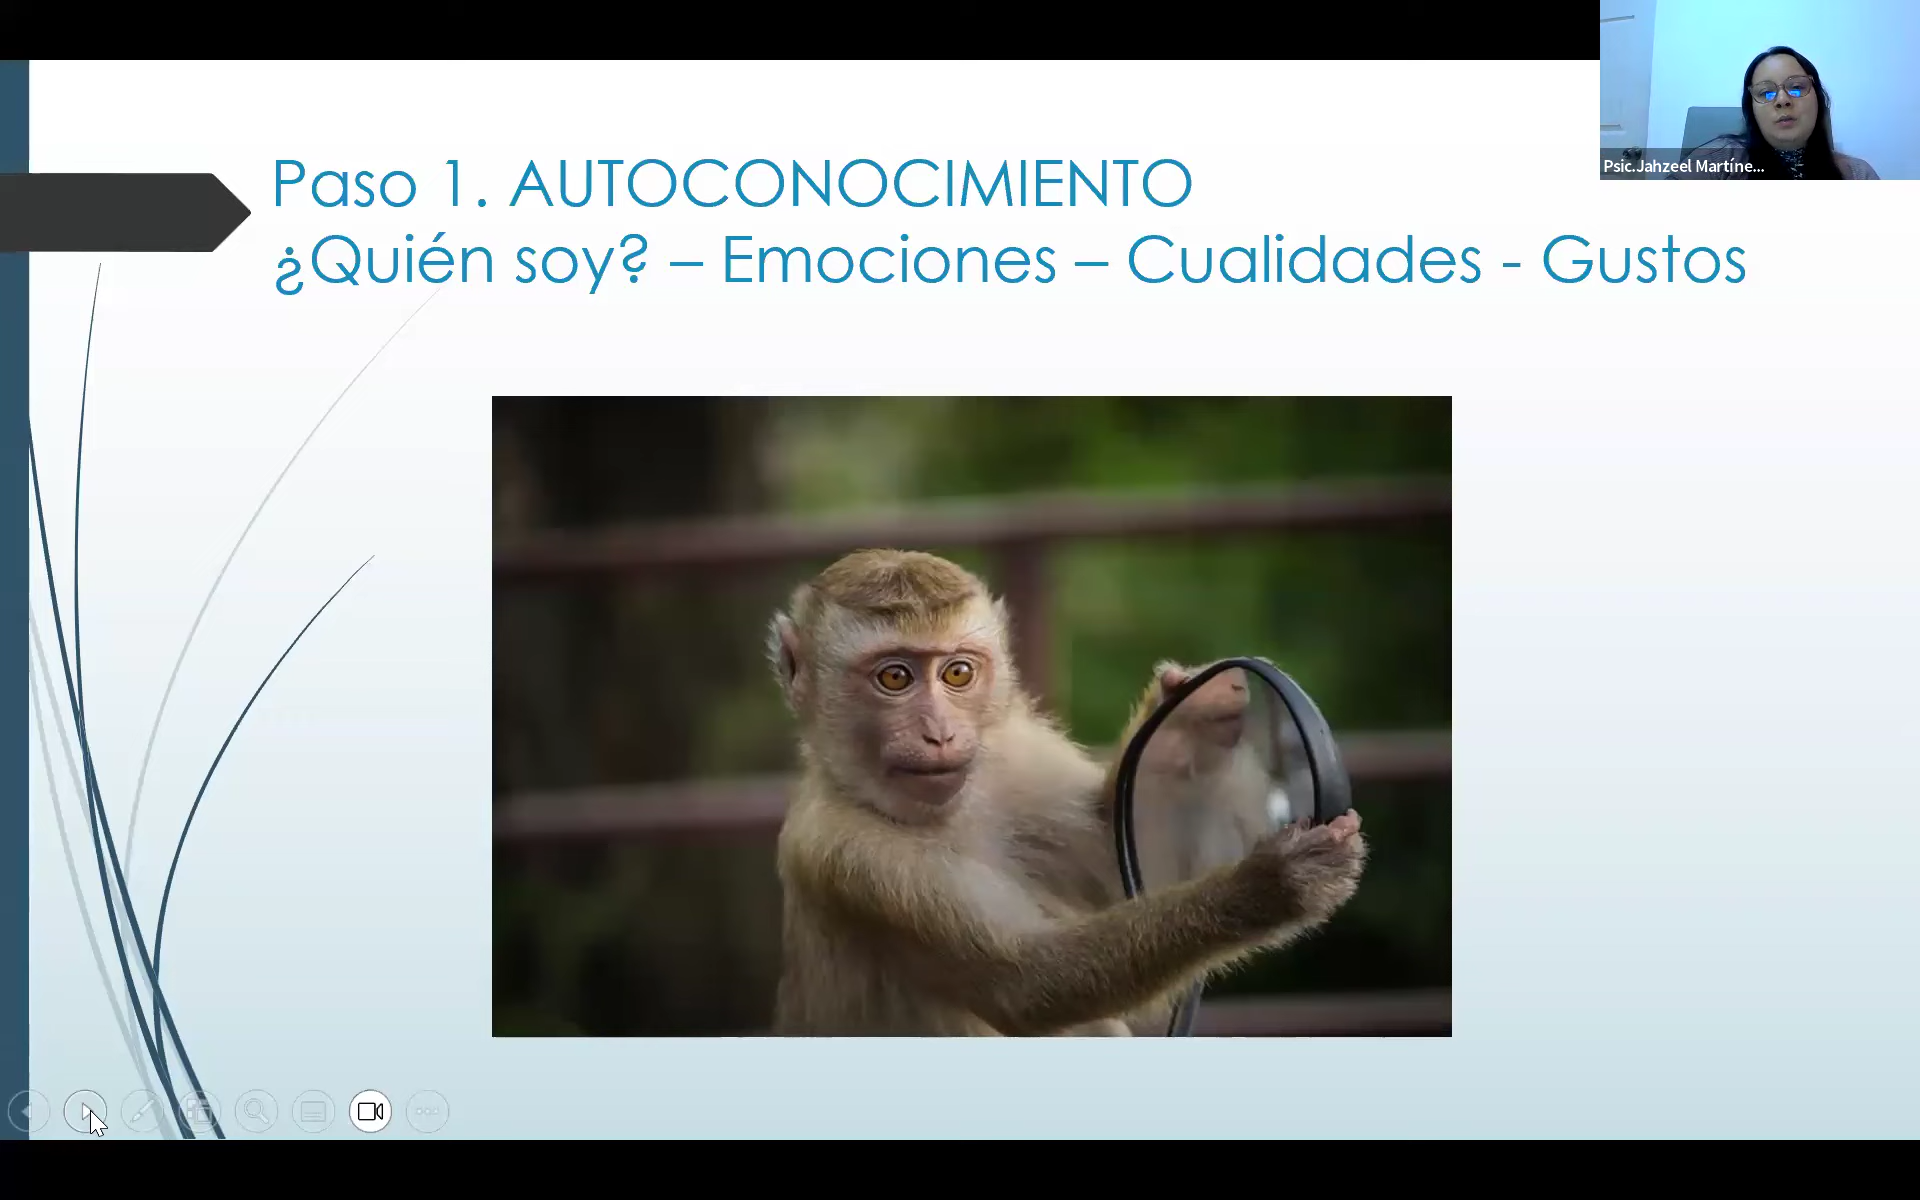 Paso 1. AUTOCONOCIMIENTO
¿Quién soy? – Emociones – Cualidades - Gustos
Psic.Jahzeel Martíne...